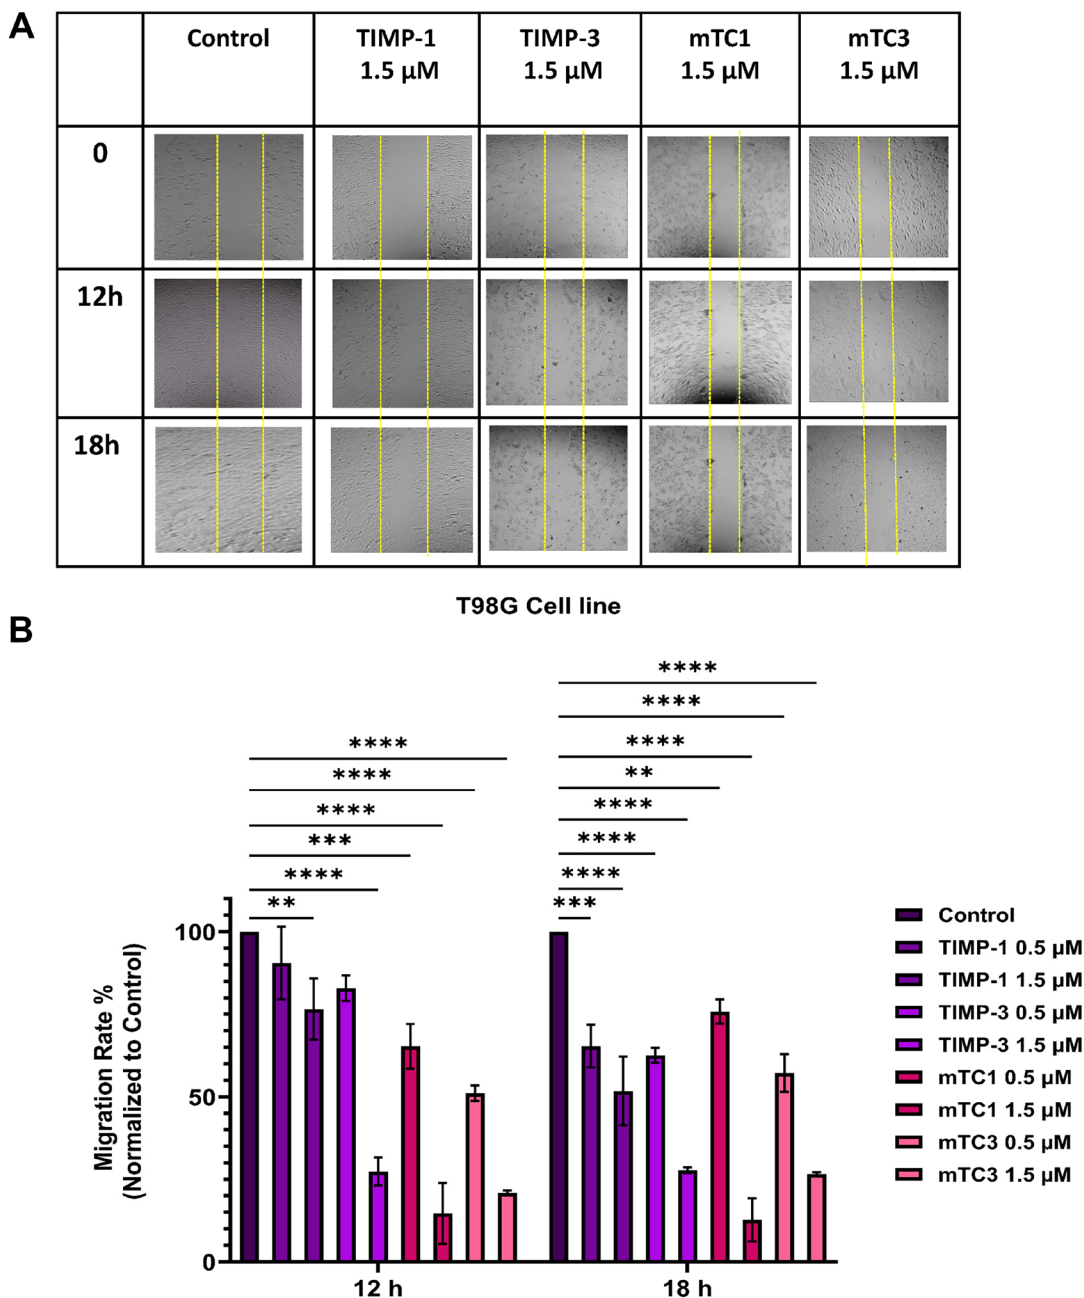 A
Control
TIMP-1
1.5 μM
TIMP-3
1.5 μM
mTC1
1.5 μM
mTC3
1.5 μM
0
12h
18h
T98G Cell line
B
****
****
****
***
****
**
****
****
****
**
****
****
****
***
Migration Rate %
(Normalized to Control)
100
50
0
12 h
18 h
Control
TIMP-1 0.5 μM
TIMP-1 1.5 μM
TIMP-3 0.5 μM
TIMP-3 1.5 μM
mTC1 0.5 μM
mTC1 1.5 μM
mTC3 0.5 μM
mTC3 1.5 μM